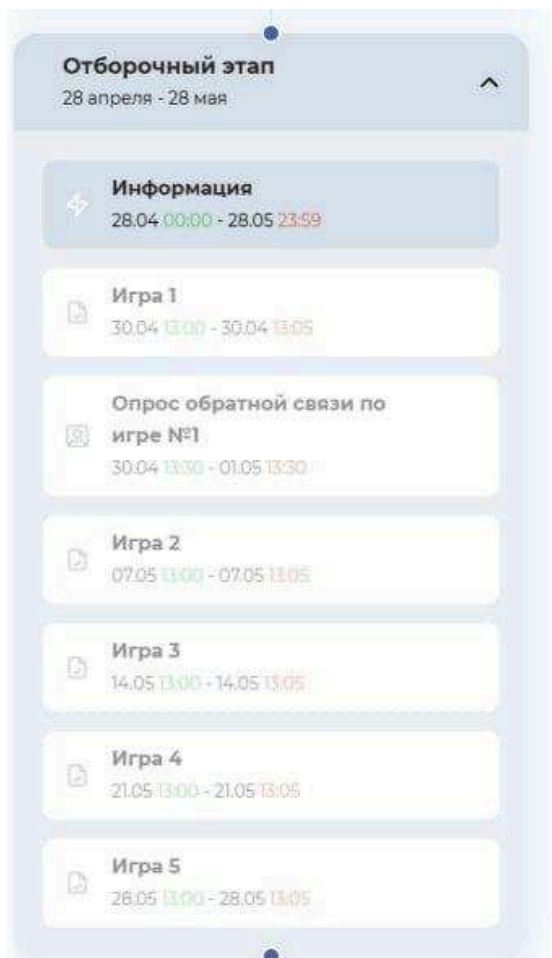 Отборочный этап
28 апреля - 28 мая
Информация
28.04 00:00 - 28.05 23:59
Игра 1
30.04 13:00 - 30.04 13:05
Опрос обратной связи по
игре №1
30.04 13:30 - 01.05 13:30
Игра 2
07.05 13:00 - 07.05 13:05
Игра 3
14.05 13:00 - 14.05 13:05
Игра 4
21.05 13:00 - 21.05 13:05
Игра 5
28.05 13:00 - 28.05 13:05